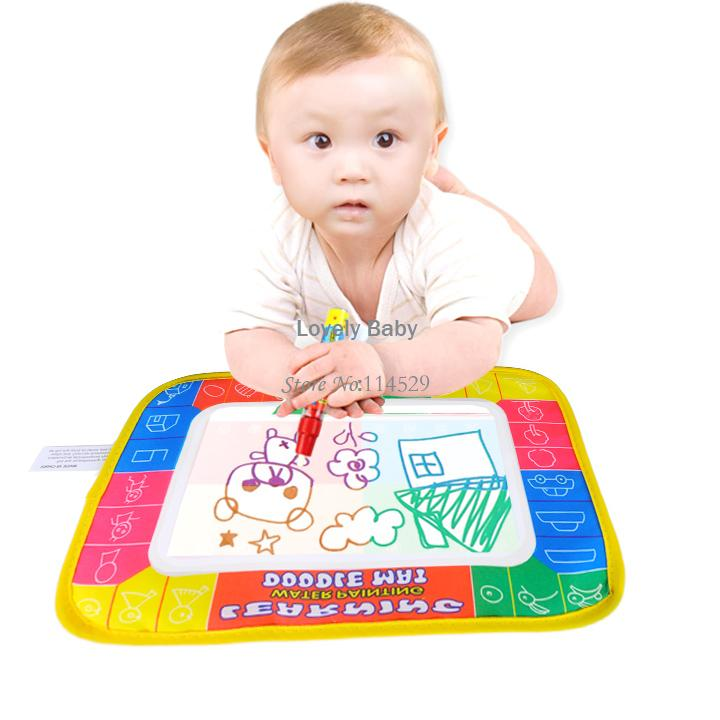 Lovely Baby
Store No:114529
DOODLE MAT
WATER PAINTING
LEARNING